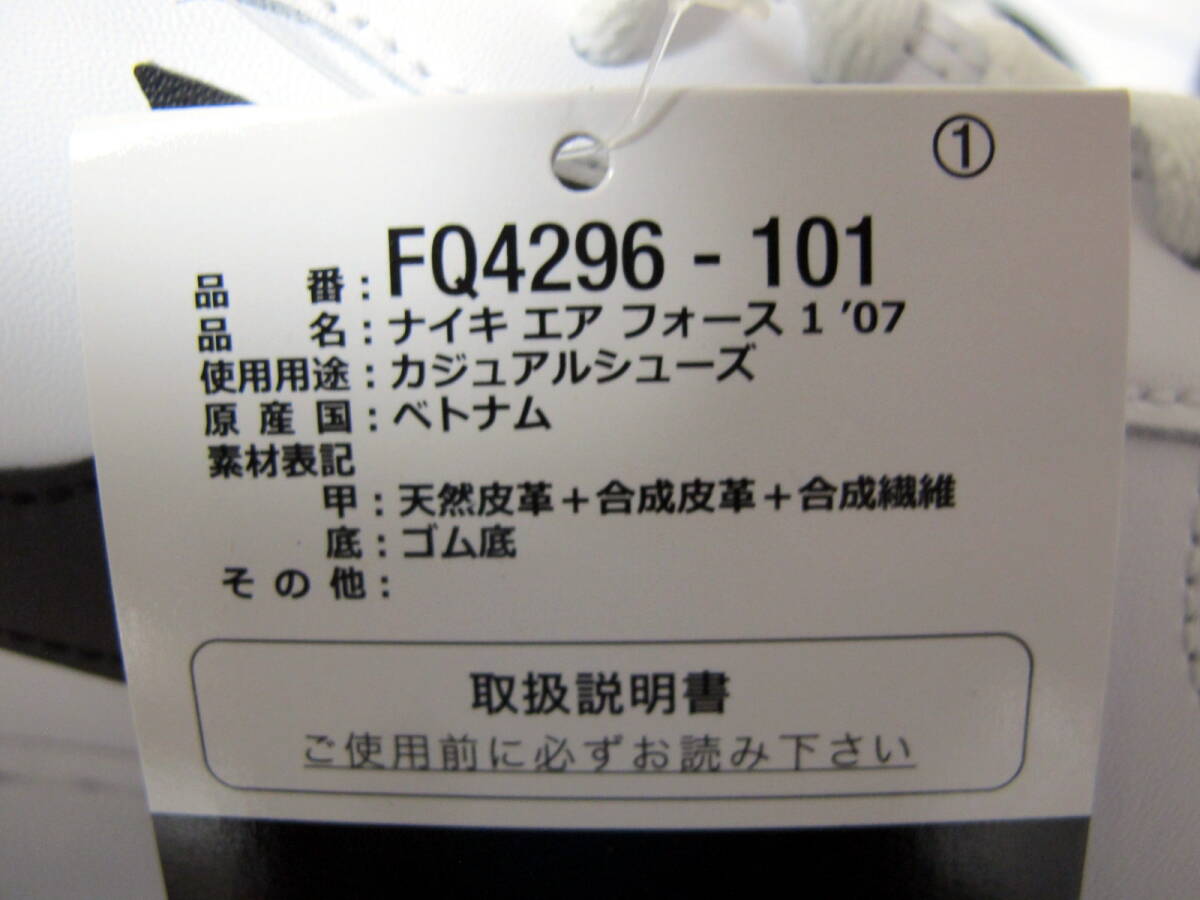 ①
品番:FQ4296-101
品名:ナイキ エア フォース 1 ’07
使用用途:カジュアルシューズ
原産国:ベトナム
素材表記
甲:天然皮革+合成皮革+合成繊維
底:ゴム底
その他:
取扱説明書
ご使用前に必ずお読み下さい